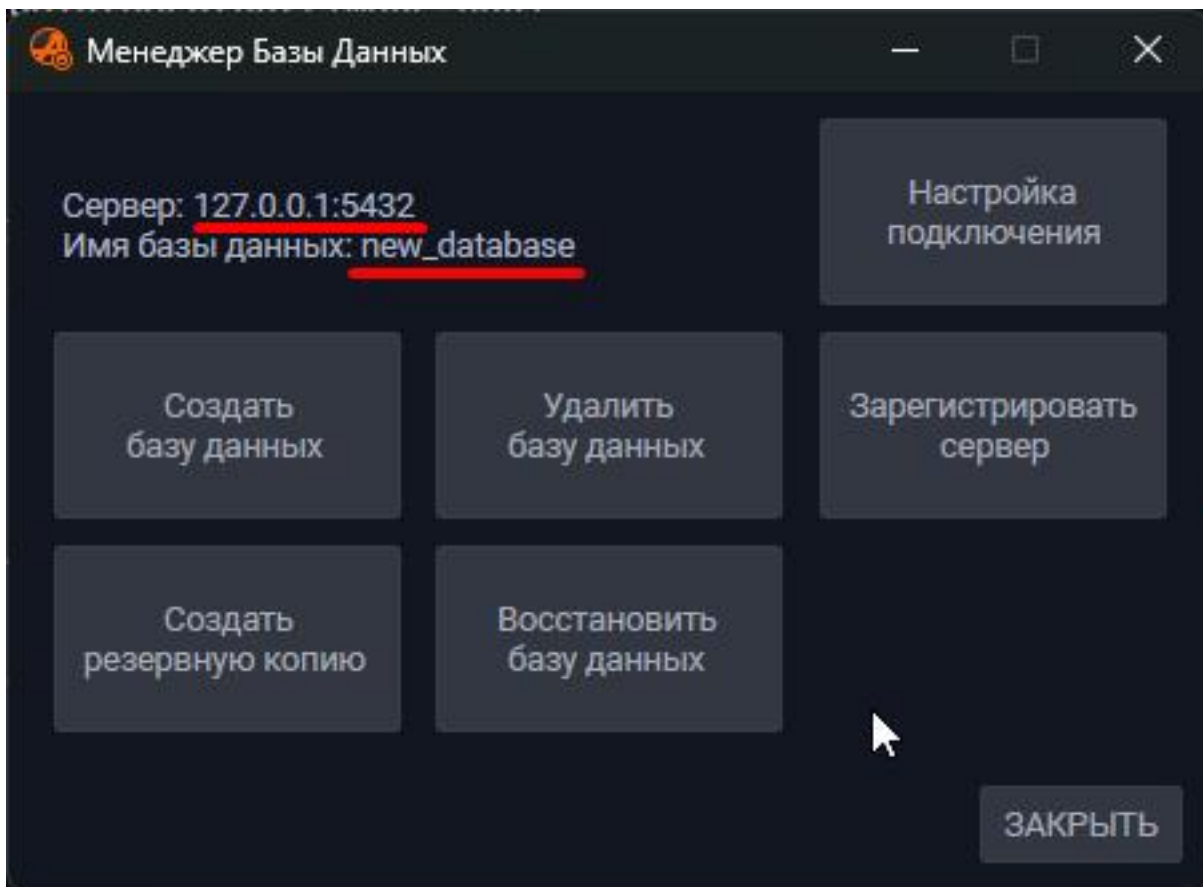 Менеджер Базы Данных
Сервер: 127.0.0.1:5432
Имя базы данных: new_database
Настройка
подключения
Создать
базу данных
Удалить
базу данных
Зарегистрировать
сервер
Создать
резервную копию
Восстановить
базу данных
ЗАКРЫТЬ